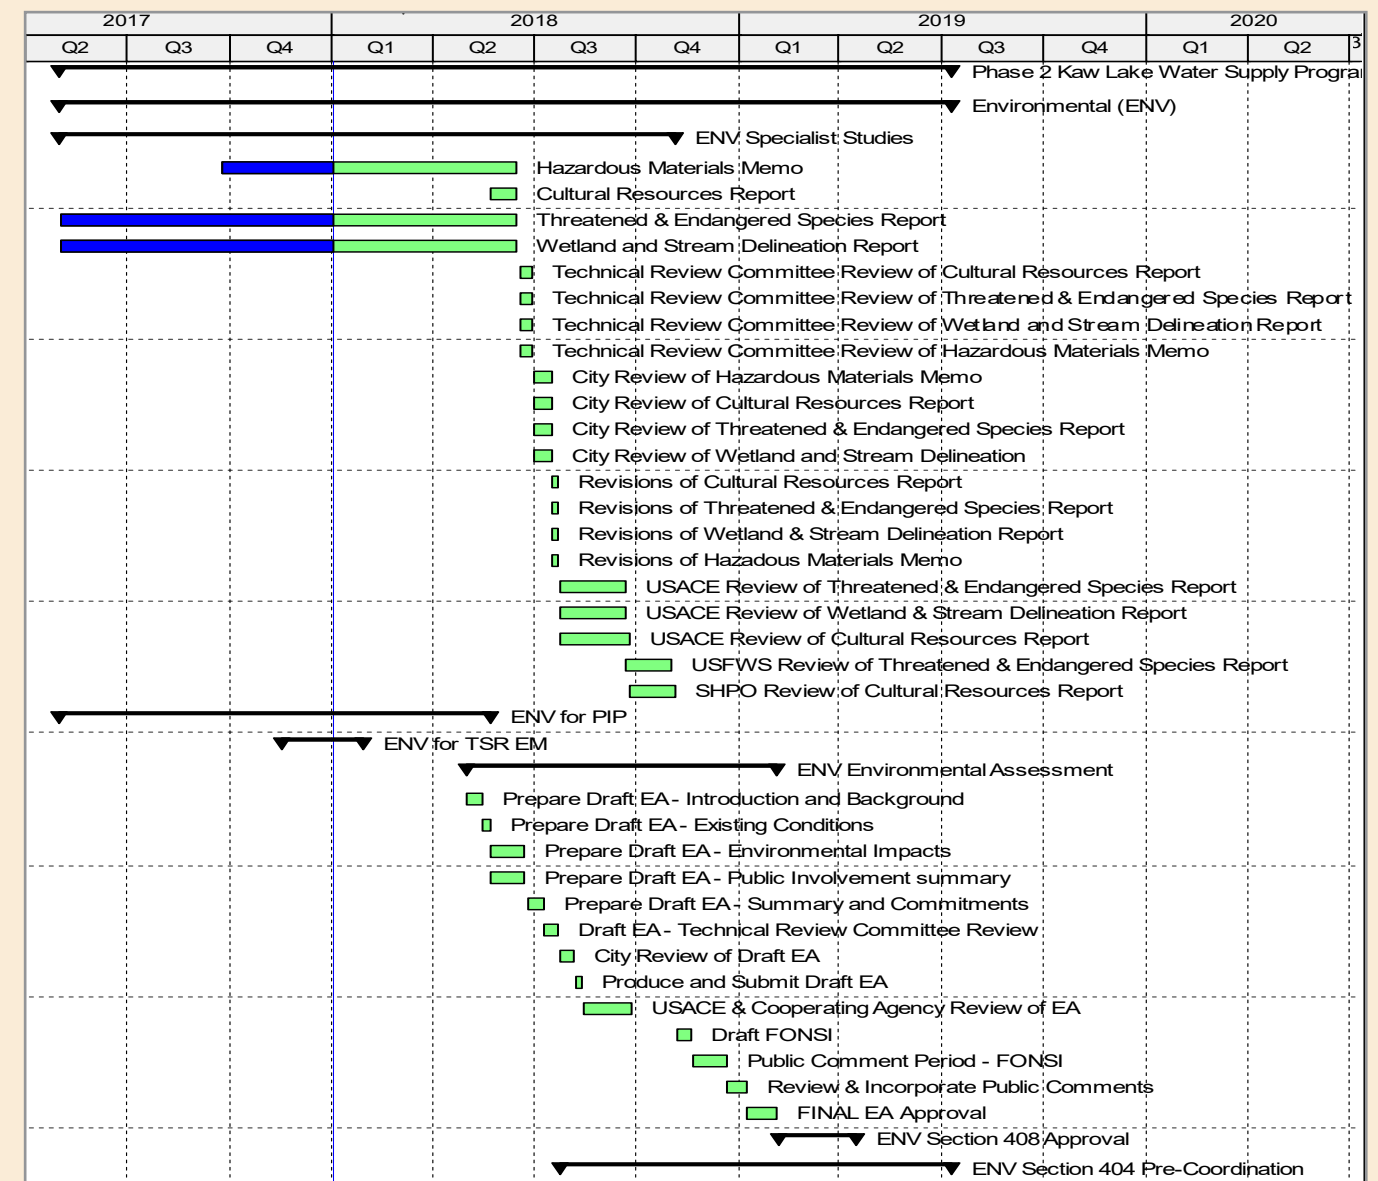 2017 2018 2019 2020
Q2 Q3 Q4 Q1 Q2 Q3 Q4 Q1 Q2 Q3 Q4 Q1 Q2 3
Phase 2 Kaw Lake Water Supply Progra
Environmental (ENV)
ENV Specialist Studies
Hazardous Materials Memo
Cultural Resources Report
Threatened & Endangered Species Report
Wetland and Stream Delineation Report
Technical Review Committee Review of Cultural Resources Report
Technical Review Committee Review of Threatened & Endangered Species Report
Technical Review Committee Review of Wetland and Stream Delineation Report
Technical Review Committee Review of Hazardous Materials Memo
City Review of Hazardous Materials Memo
City Review of Cultural Resources Report
City Review of Threatened & Endangered Species Report
City Review of Wetland and Stream Delineation
Revisions of Cultural Resources Report
Revisions of Threatened & Endangered Species Report
Revisions of Wetland & Stream Delineation Report
Revisions of Hazadous Materials Memo
USACE Review of Threatened & Endangered Species Report
USACE Review of Wetland & Stream Delineation Report
USACE Review of Cultural Resources Report
USFWS Review of Threatened & Endangered Species Report
SHPO Review of Cultural Resources Report
ENV for PIP
ENV for TSR EM
ENV Environmental Assessment
Prepare Draft EA - Introduction and Background
Prepare Draft EA - Existing Conditions
Prepare Draft EA - Environmental Impacts
Prepare Draft EA - Public Involvement summary
Prepare Draft EA - Summary and Commitments
Draft EA - Technical Review Committee Review
City Review of Draft EA
Produce and Submit Draft EA
USACE & Cooperating Agency Review of EA
Draft FONSI
Public Comment Period - FONSI
Review & Incorporate Public Comments
FINAL EA Approval
ENV Section 408 Approval
ENV Section 404 Pre-Coordination